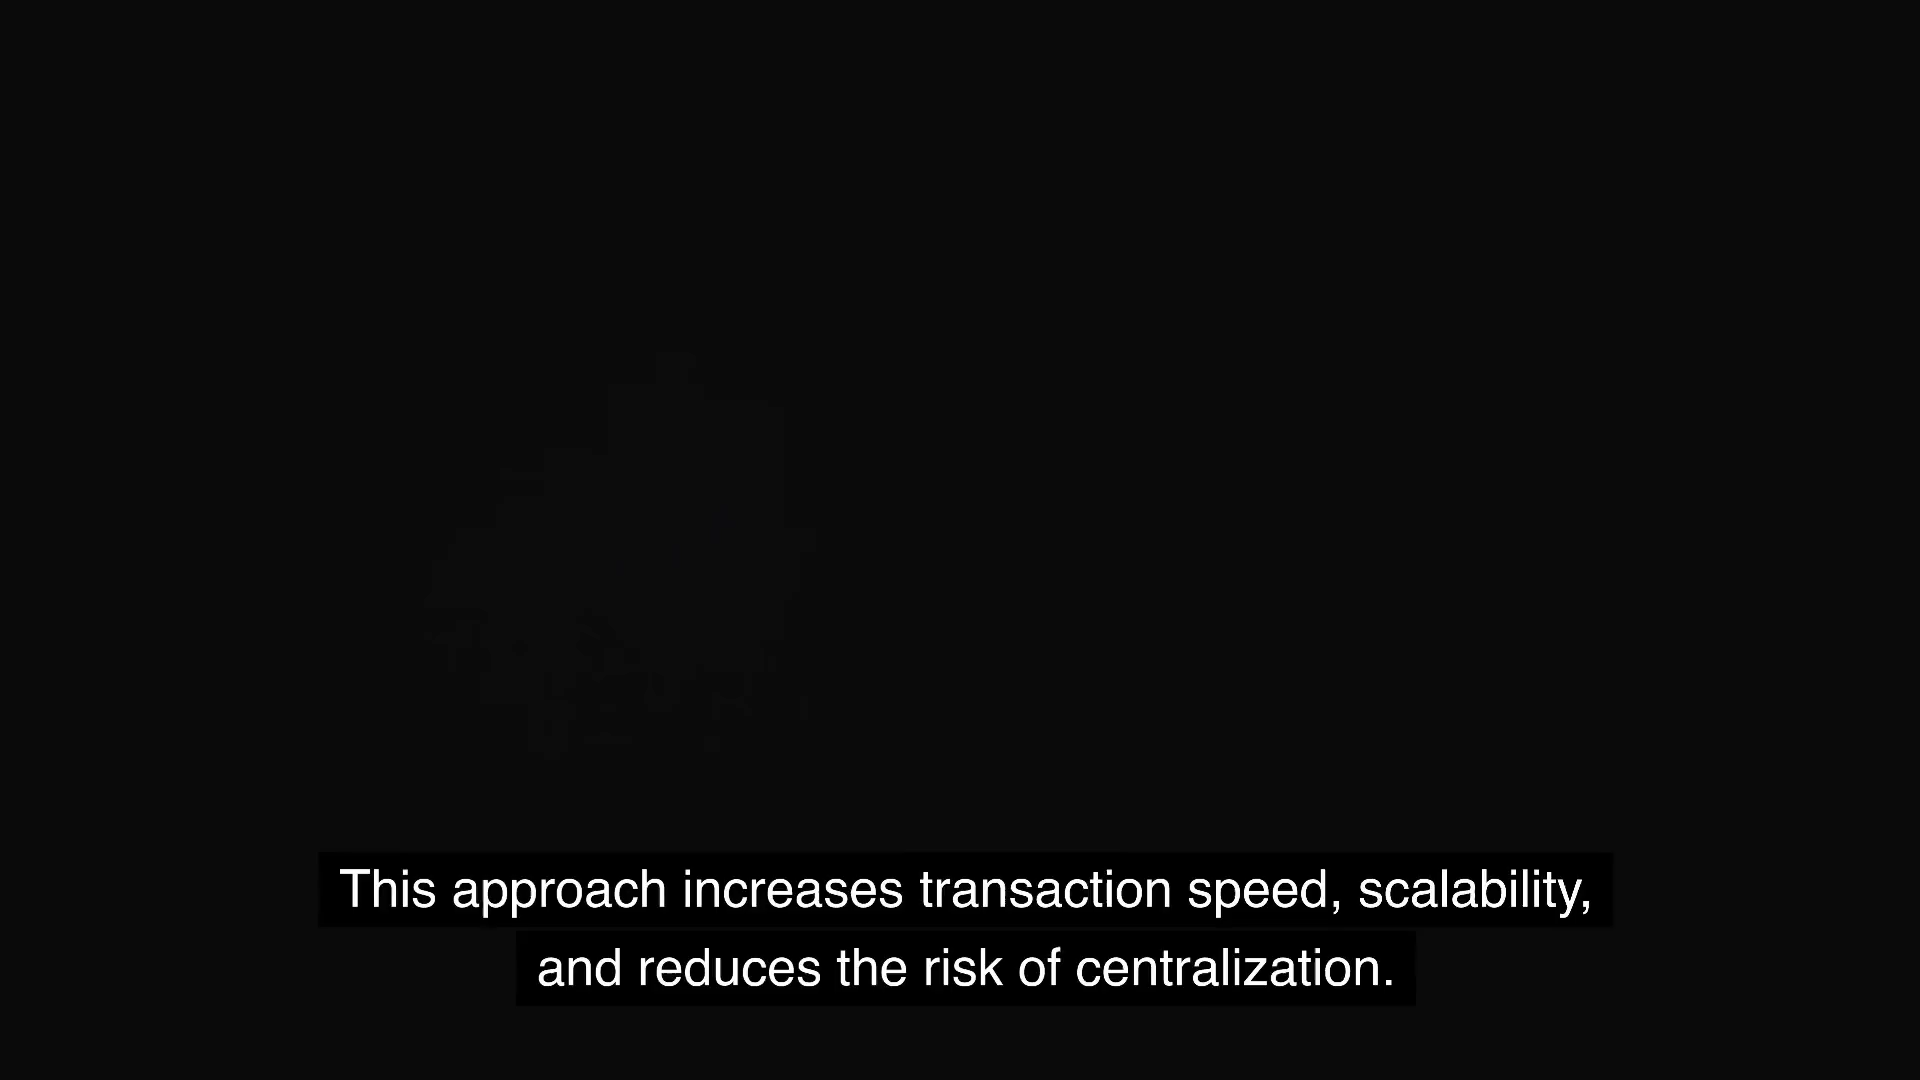 This approach increases transaction speed, scalability,
and reduces the risk of centralization.